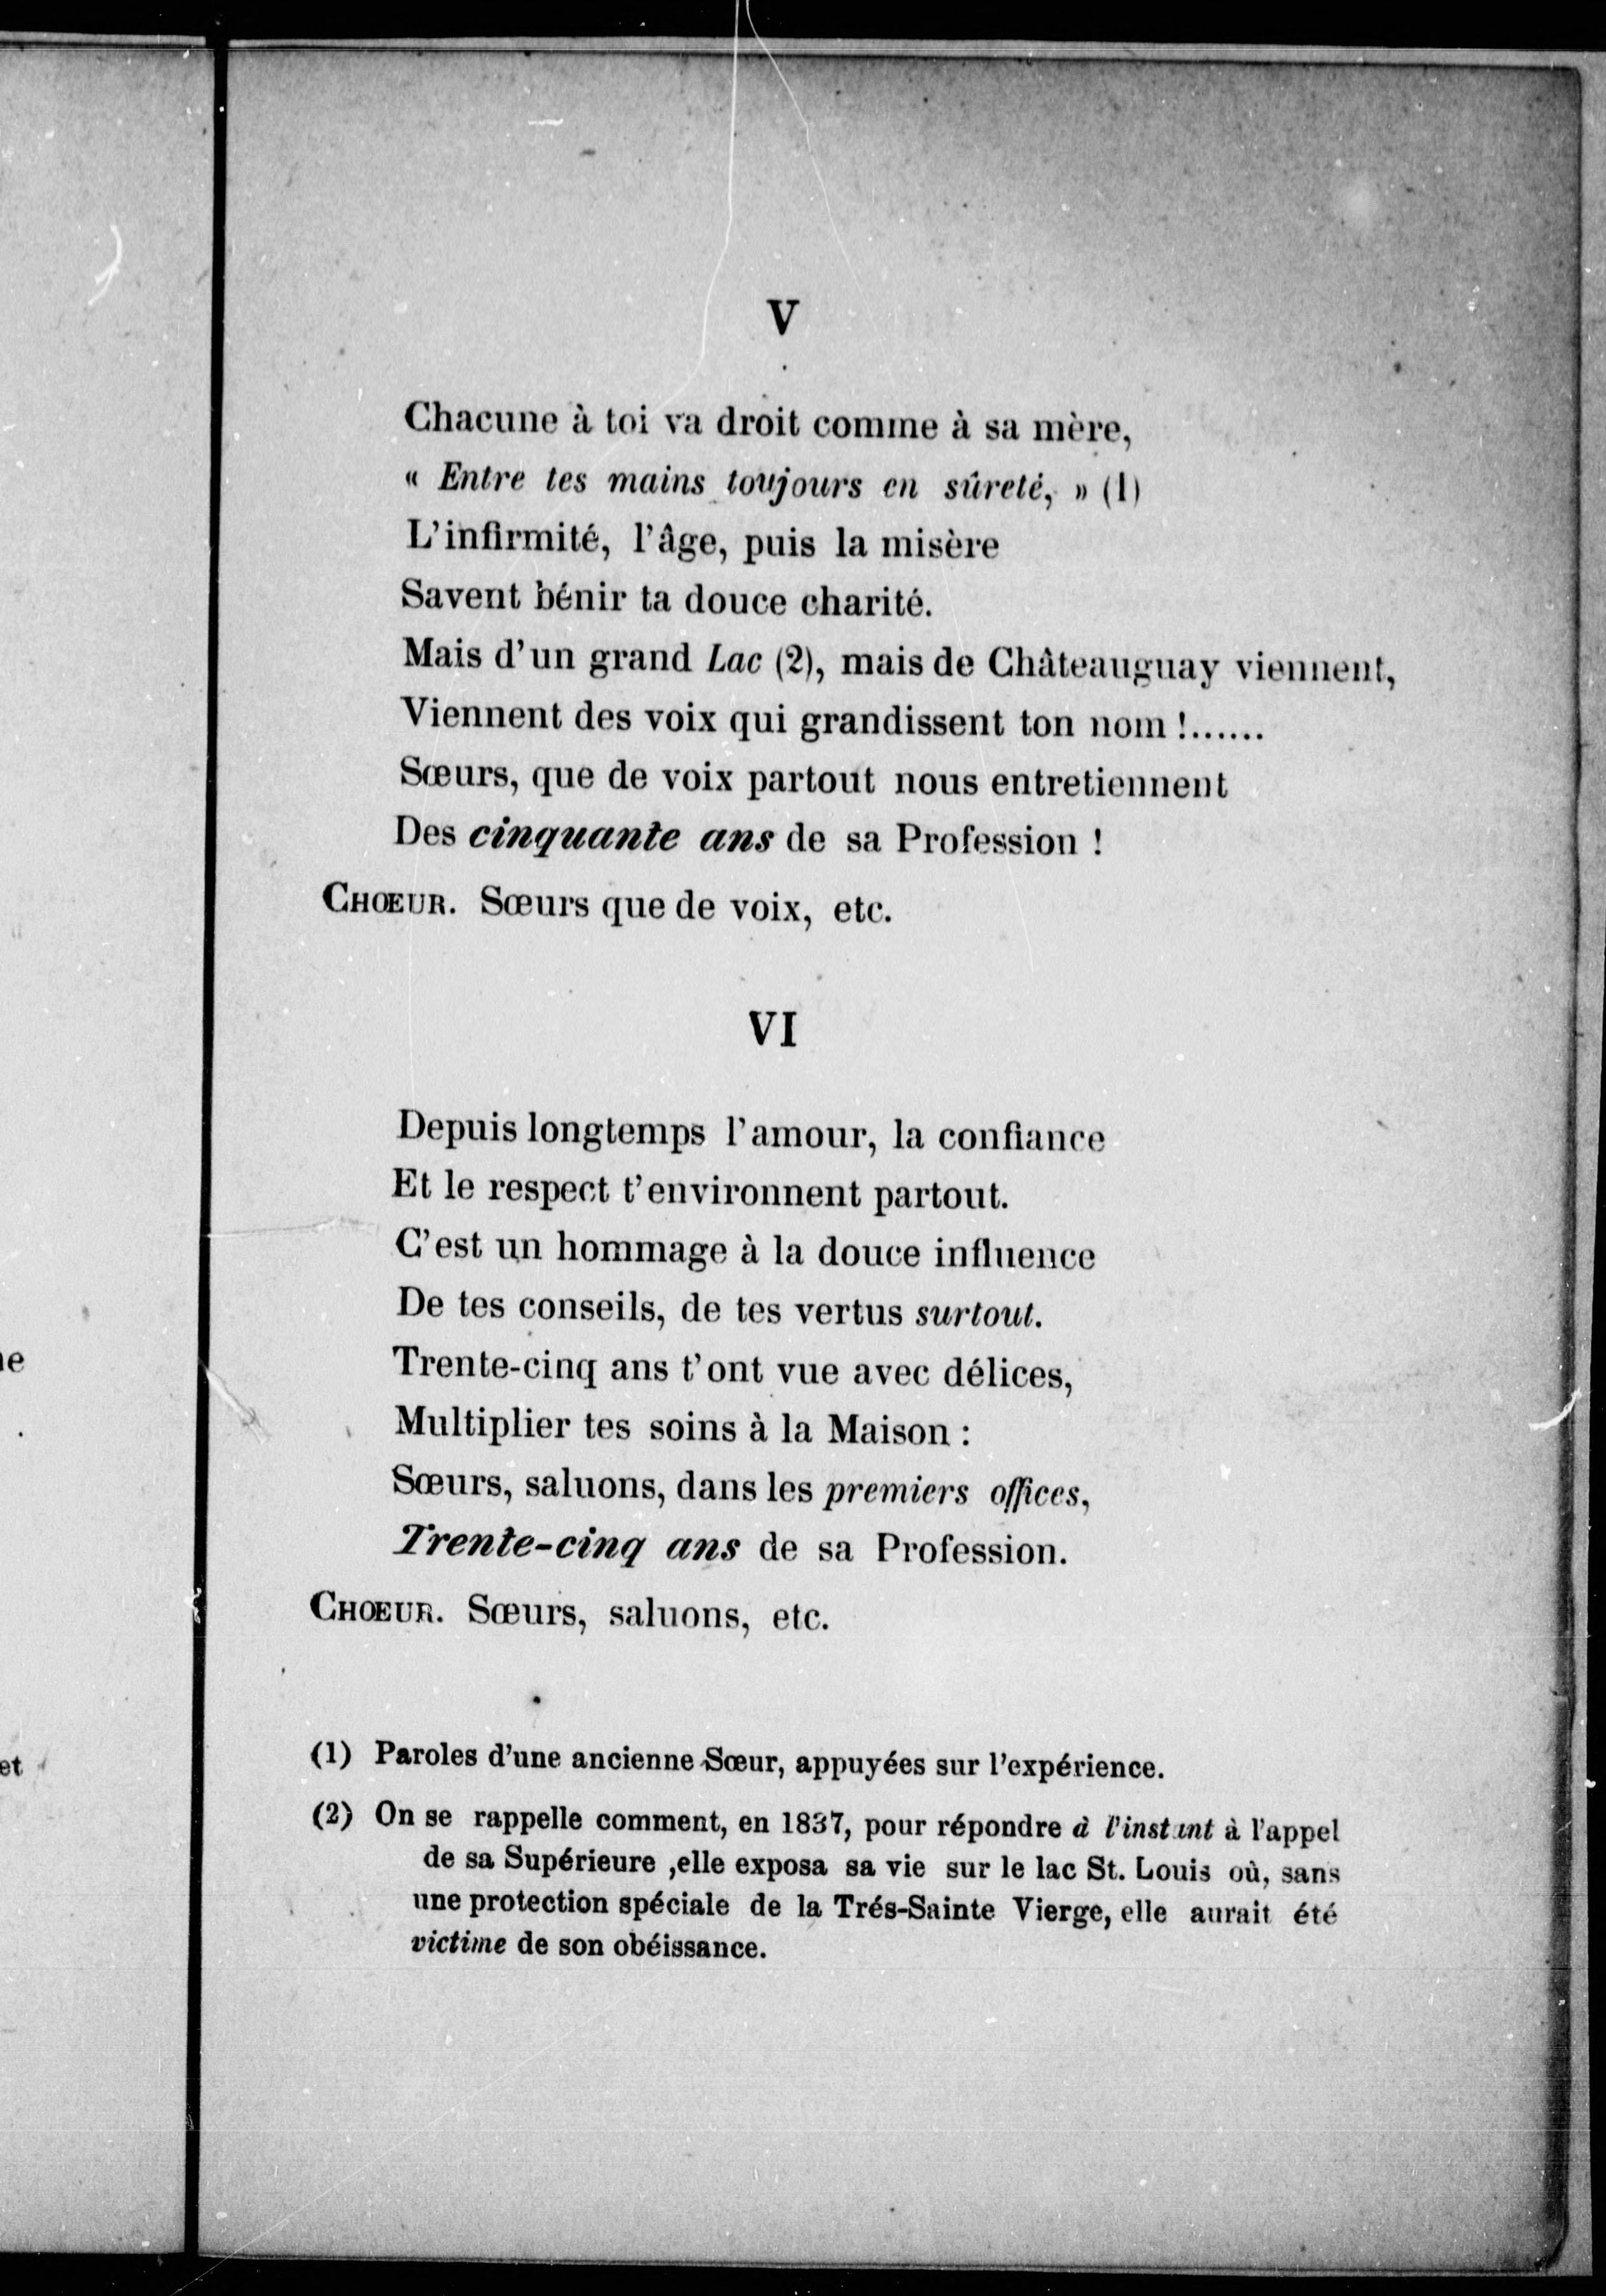 V
Chacune à toi va droit comme à sa mère,
« Entre tes mains toujours en sûreté, » (1)
L'infirmité, l'âge, puis la misère
Savent bénir ta douce charité.
Mais d'un grand Lac (2), mais de Châteauguay viennent,
Viennent des voix qui grandissent ton nom !......
Sœurs, que de voix partout nous entretiennent
Des cinquante ans de sa Profession !
CHŒUR. Sœurs que de voix, etc.
VI
Depuis longtemps l'amour, la confiance
Et le respect t'environnent partout.
C'est un hommage à la douce influence
De tes conseils, de tes vertus surtout.
Trente-cinq ans t'ont vue avec délices,
Multiplier tes soins à la Maison :
Sœurs, saluons, dans les premiers offices,
Trente-cinq ans de sa Profession.
CHŒUR. Sœurs, saluons, etc.
(1) Paroles d'une ancienne Sœur, appuyées sur l'expérience.
(2) On se rappelle comment, en 1837, pour répondre à l'instant à l'appel
de sa Supérieure ,elle exposa sa vie sur le lac St. Louis où, sans
une protection spéciale de la Trés-Sainte Vierge, elle aurait été
victime de son obéissance.